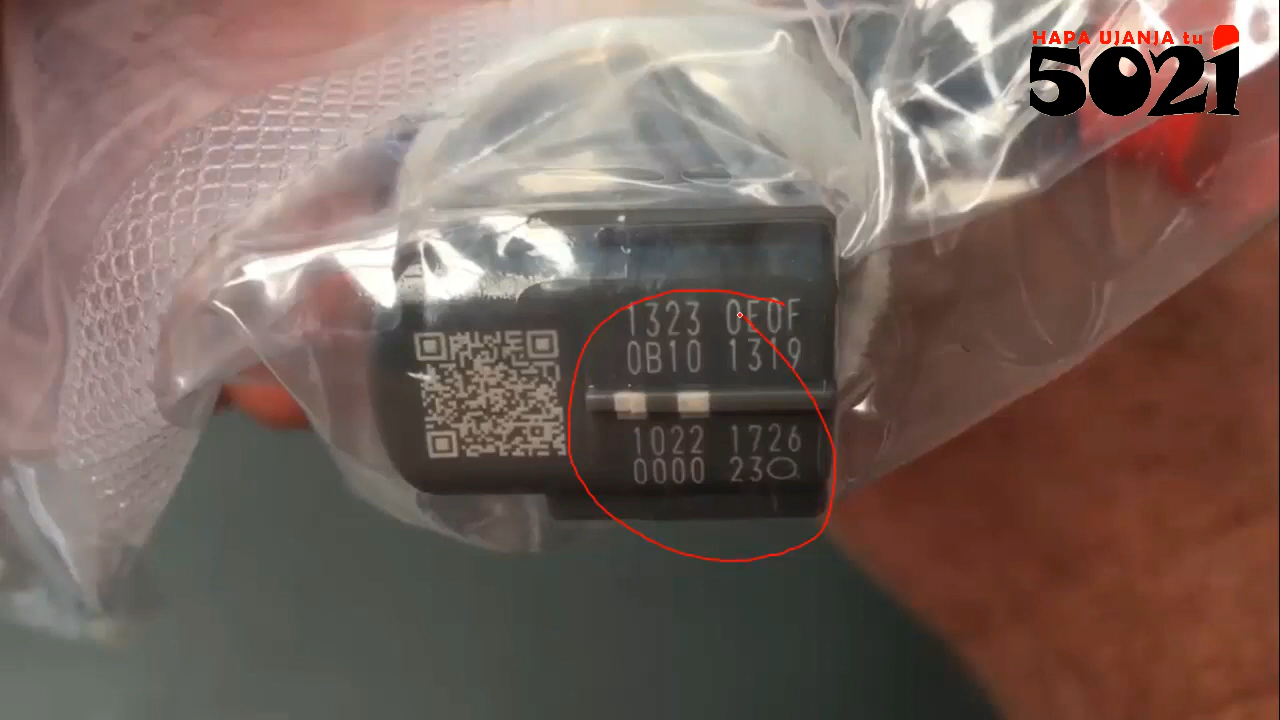 HAPA UJANJA tu
5021
1323 0E0F
0B10 1319
1022 1726
0000 23